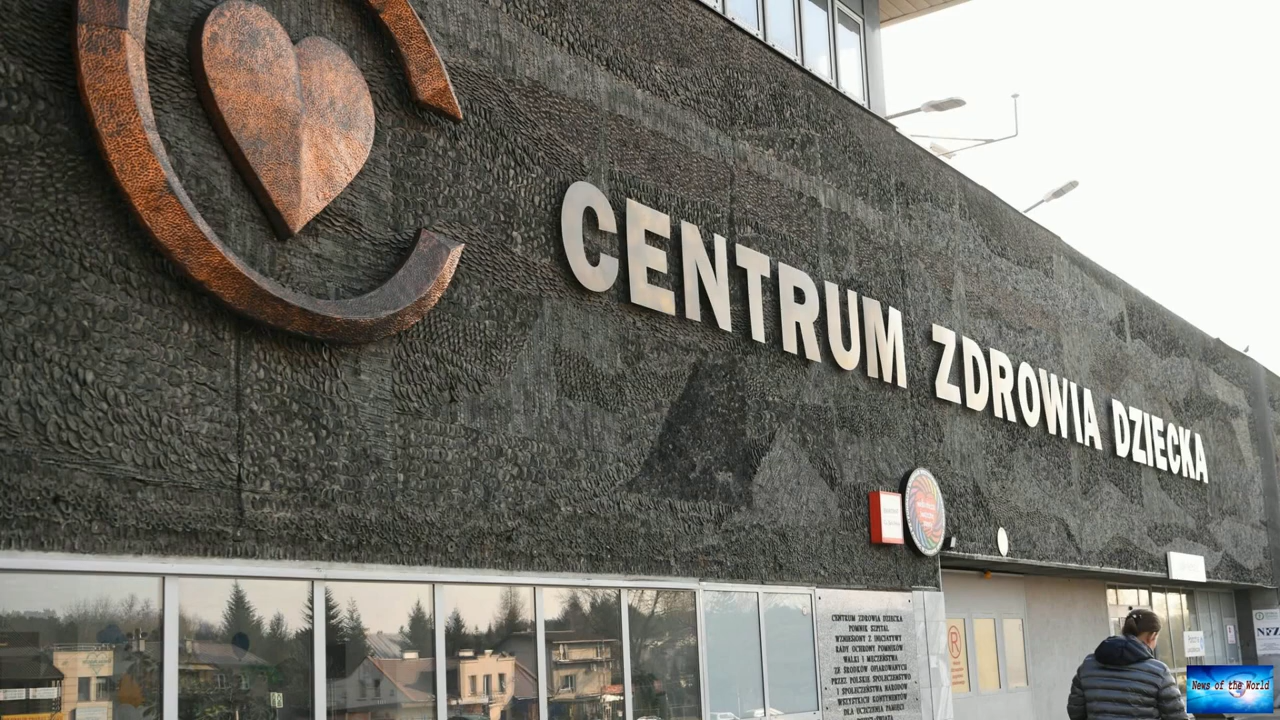 CENTRUM ZDROWIA DZIECKA
CENTRUM ZDROWIA DZIECKA
POMNIK SZPITAL
WZNIESIONY Z INICJATYWY
RADY OCHRONY POMNIKÓW
WALKI I MĘCZEŃSTWA
ZE ŚRODKÓW OFIAROWANYCH
PRZEZ POLSKIE SPOŁECZEŃSTWO
I SPOŁECZEŃSTWA NARODÓW
WSZYSTKICH KONTYNENTÓW
DLA UCZCZENIA PAMIĘCI
R
NFZ
News of the World